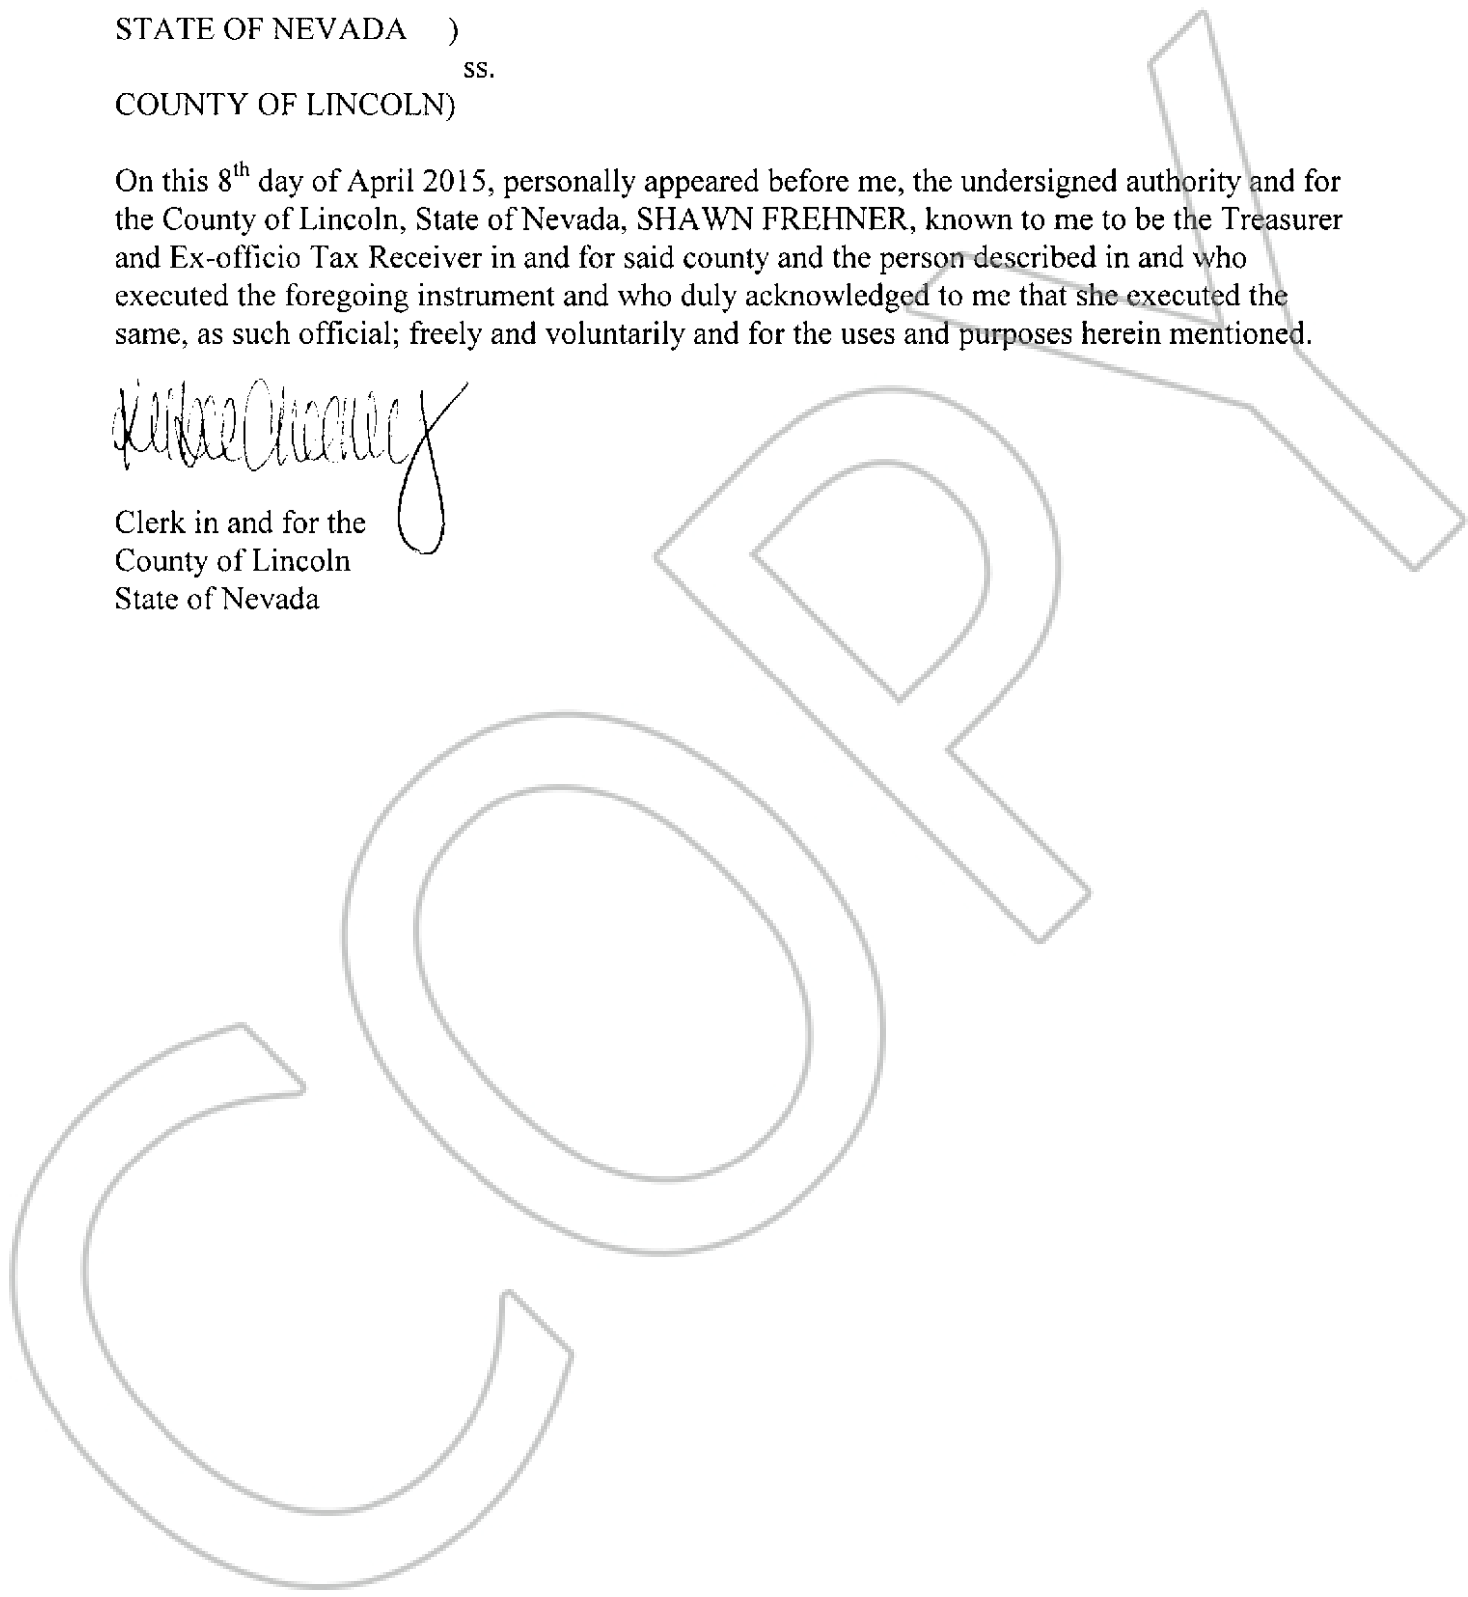 STATE OF NEVADA )
ss.
COUNTY OF LINCOLN)
On this 8th day of April 2015, personally appeared before me, the undersigned authority and for
the County of Lincoln, State of Nevada, SHAWN FREHNER, known to me to be the Treasurer
and Ex-officio Tax Receiver in and for said county and the person described in and who
executed the foregoing instrument and who duly acknowledged to me that she executed the
same, as such official; freely and voluntarily and for the uses and purposes herein mentioned.
Clerk in and for the
County of Lincoln
State of Nevada
COPY